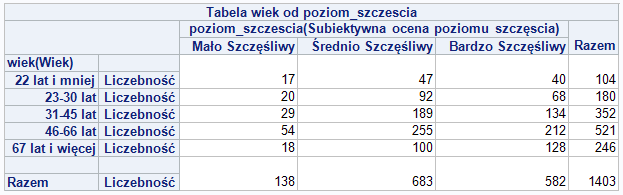 Tabela wiek od poziom_szczescia
poziom_szczescia(Subiektywna ocena poziomu szczęścia) Razem
Mało Szczęśliwy Średnio Szczęśliwy Bardzo Szczęśliwy
wiek(Wiek)
22 lat i mniej Liczebność 17 47 40 104
23-30 lat Liczebność 20 92 68 180
31-45 lat Liczebność 29 189 134 352
46-66 lat Liczebność 54 255 212 521
67 lat i więcej Liczebność 18 100 128 246
Razem Liczebność 138 683 582 1403